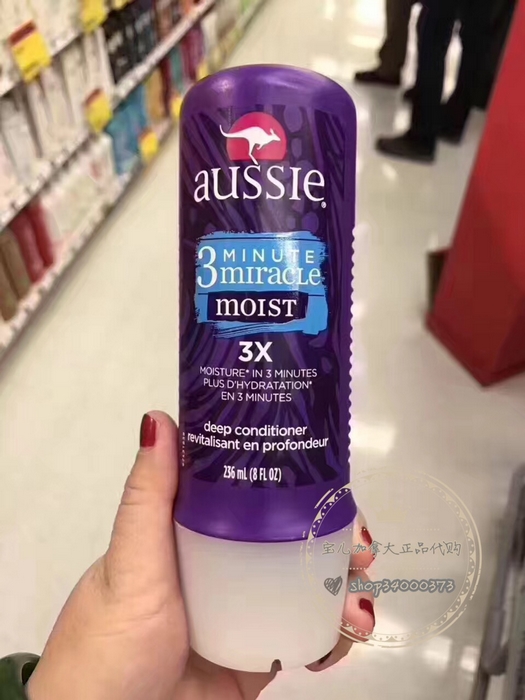 aussie®
3 MINUTE
miracle
moist
3X
MOISTURE* IN 3 MINUTES
PLUS D'HYDRATATION*
EN 3 MINUTES
deep conditioner
revitalisant en profondeur
236 mL (8 FL OZ)
宝儿加拿大正品代购
shop34000373